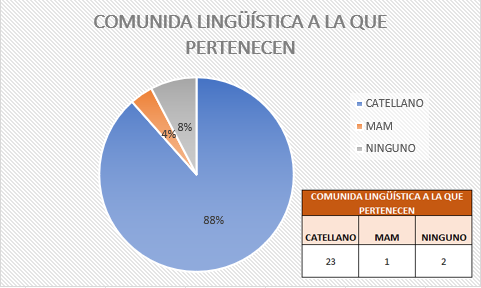 COMUNIDA LINGÜÍSTICA A LA QUE
PERTENECEN
CATELLANO
MAM
NINGUNO
8%
4%
88%
COMUNIDA LINGÜÍSTICA A LA QUE
PERTENECEN
CATELLANO MAM NINGUNO
23 1 2